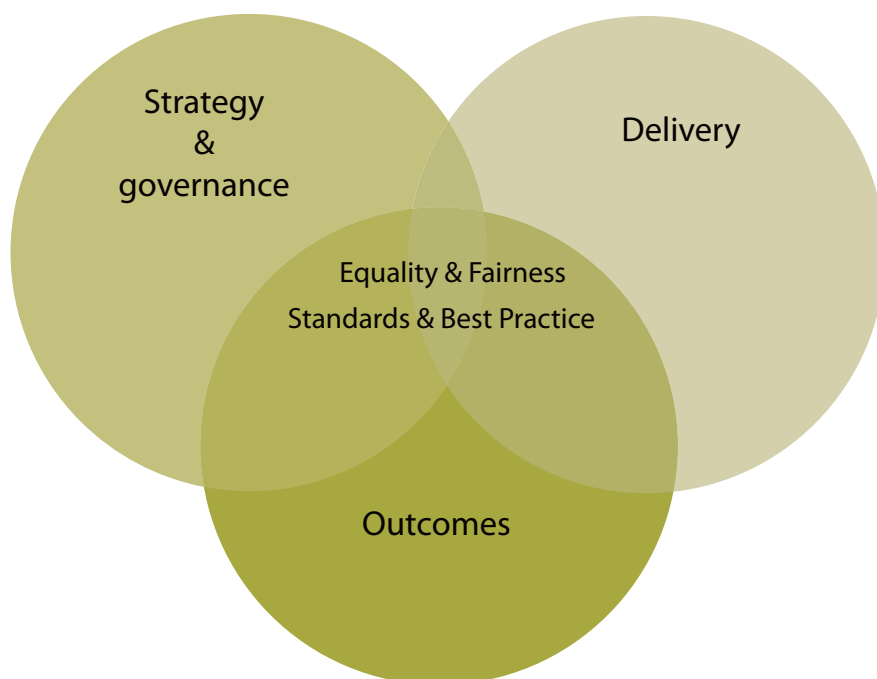 Strategy
&
governance
Delivery
Equality & Fairness
Standards & Best Practice
Outcomes